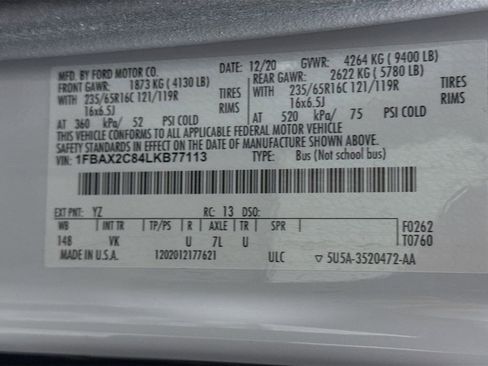 MFD. BY FORD MOTOR CO. DATE: 12/20 GVWR: 4264 KG (9400 LB)
FRONT GAWR: 1873 KG (4130 LB) REAR GAWR: 2622 KG (5780 LB)
WITH 235/65R16C 121/119R TIRES WITH 235/65R16C 121/119R TIRES
16x6.5J RIMS 16x6.5J RIMS
AT 360 kPa/ 52 PSI COLD AT 520 kPa/ 75 PSI COLD
THIS VEHICLE CONFORMS TO ALL APPLICABLE FEDERAL MOTOR VEHICLE
SAFETY STANDARDS IN EFFECT ON THE DATE OF MANUFACTURE SHOWN ABOVE.
VIN: 1FBAX2C84LKB77113 TYPE: Bus (Not school bus)
EXT PNT: YZ RC: 13 DSO:
WB INT TR TP/PS R AXLE TR SPR F0262
148 VK U 7L U T0760
MADE IN U.S.A. 1202012177621 ULC ▽ 5U5A-3520472-AA